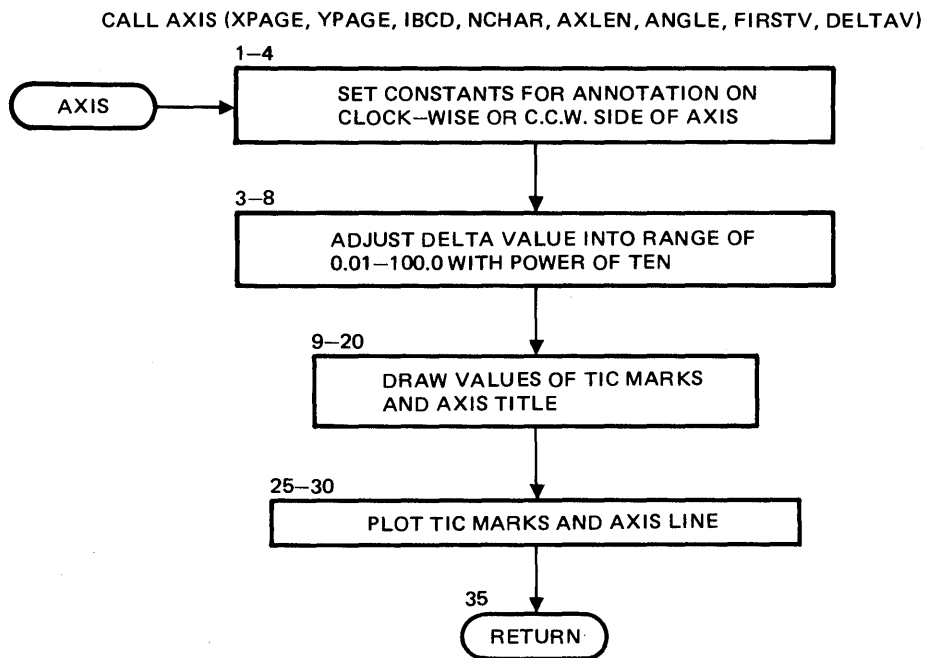 CALL AXIS (XPAGE, YPAGE, IBCD, NCHAR, AXLEN, ANGLE, FIRSTV, DELTAV)
1–4
AXIS
SET CONSTANTS FOR ANNOTATION ON
CLOCK–WISE OR C.C.W. SIDE OF AXIS
3–8
ADJUST DELTA VALUE INTO RANGE OF
0.01–100.0 WITH POWER OF TEN
9–20
DRAW VALUES OF TIC MARKS
AND AXIS TITLE
25–30
PLOT TIC MARKS AND AXIS LINE
35
RETURN